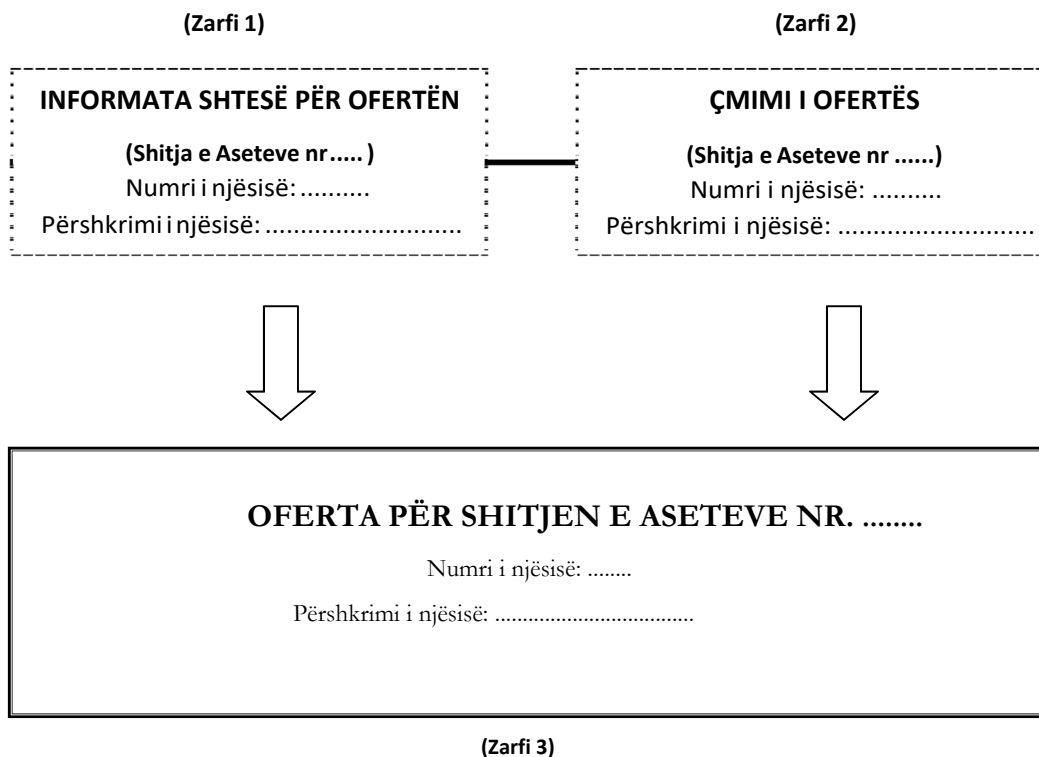 (Zarfi 1)
INFORMATA SHTESË PËR OFERTËN
(Shitja e Aseteve nr..... )
Numri i njësisë: ..........
Përshkrimi i njësisë: ............................
(Zarfi 2)
ÇMIMI I OFERTËS
(Shitja e Aseteve nr ......)
Numri i njësisë: ..........
Përshkrimi i njësisë: ............................
OFERTA PËR SHITJEN E ASETEVE NR. ........
Numri i njësisë: ........
Përshkrimi i njësisë: ...................................
(Zarfi 3)